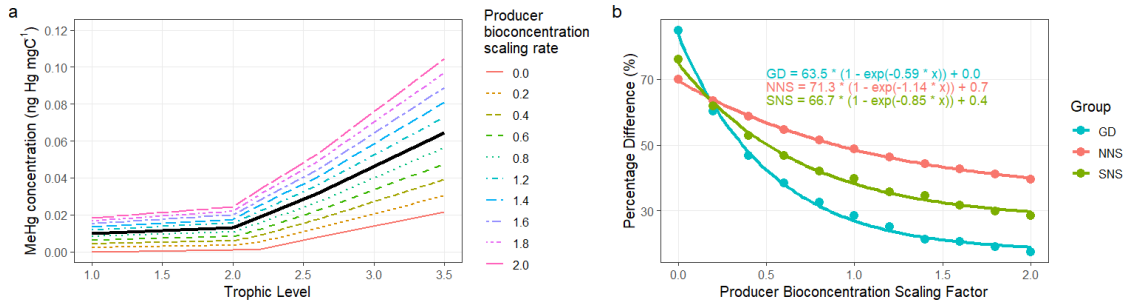 a
MeHg concentration (ng Hg mgC⁻¹)
0.12
0.10
0.08
0.06
0.04
0.02
0.00
1.0
1.5
2.0
2.5
3.0
3.5
Trophic Level
Producer
bioconcentration
scaling rate
0.0
0.2
0.4
0.6
0.8
1.2
1.4
1.6
1.8
2.0
b
Percentage Difference (%)
70
50
30
GD = 63.5 * (1 - exp(-0.59 * x)) + 0.0
NNS = 71.3 * (1 - exp(-1.14 * x)) + 0.7
SNS = 66.7 * (1 - exp(-0.85 * x)) + 0.4
0.0
0.5
1.0
1.5
2.0
Producer Bioconcentration Scaling Factor
Group
GD
NNS
SNS